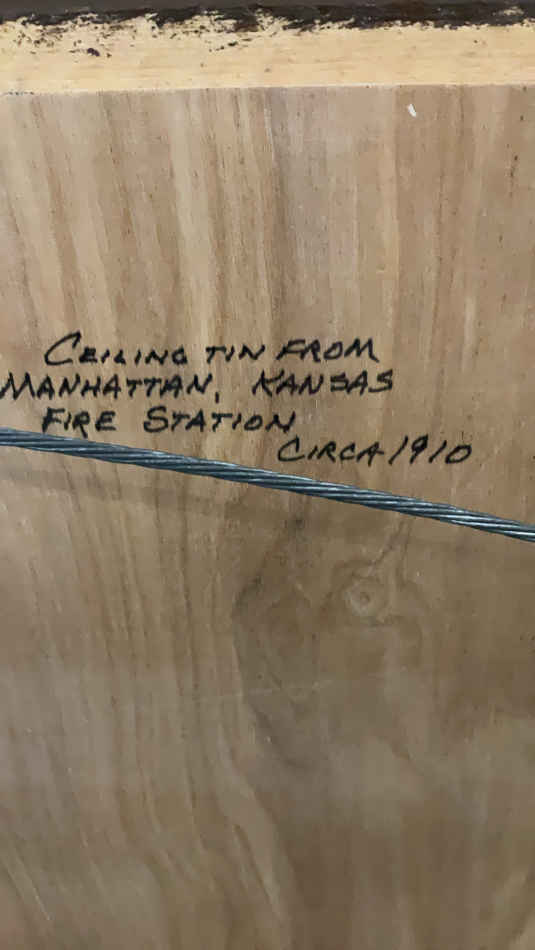 CEILING TIN FROM
MANHATTAN, KANSAS
FIRE STATION
CIRCA 1910